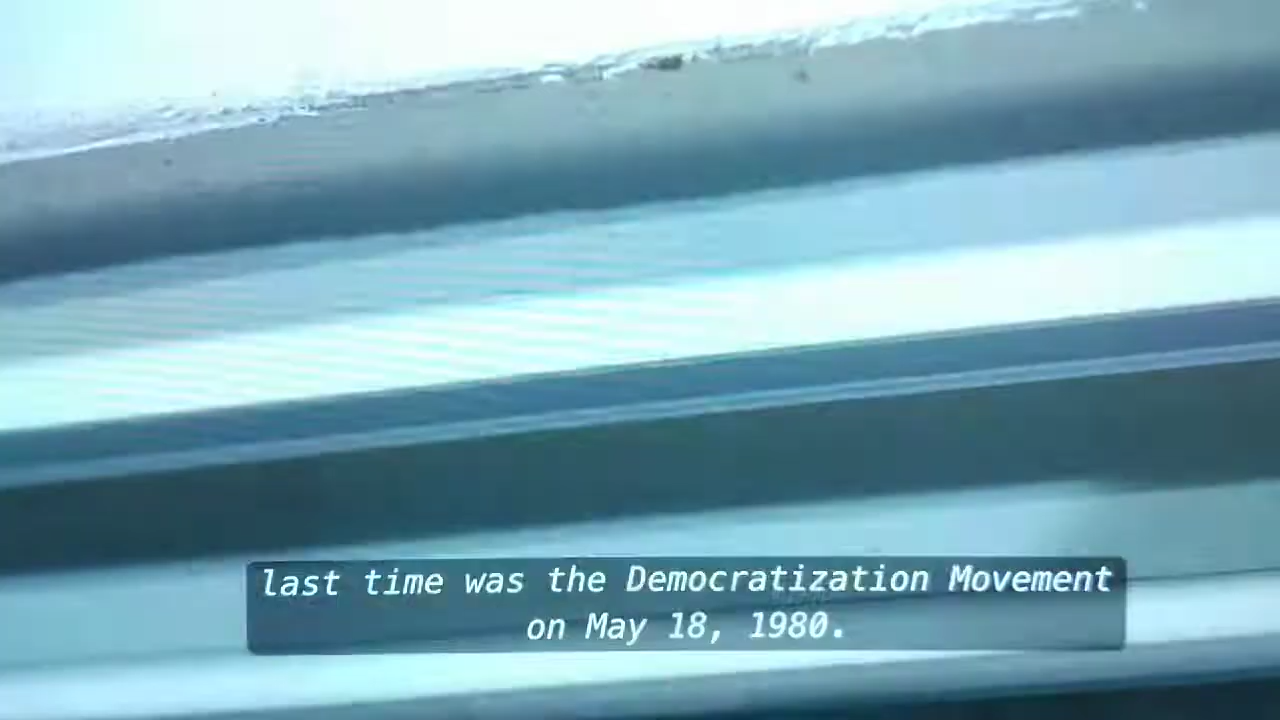 last time was the Democratization Movement
on May 18, 1980.